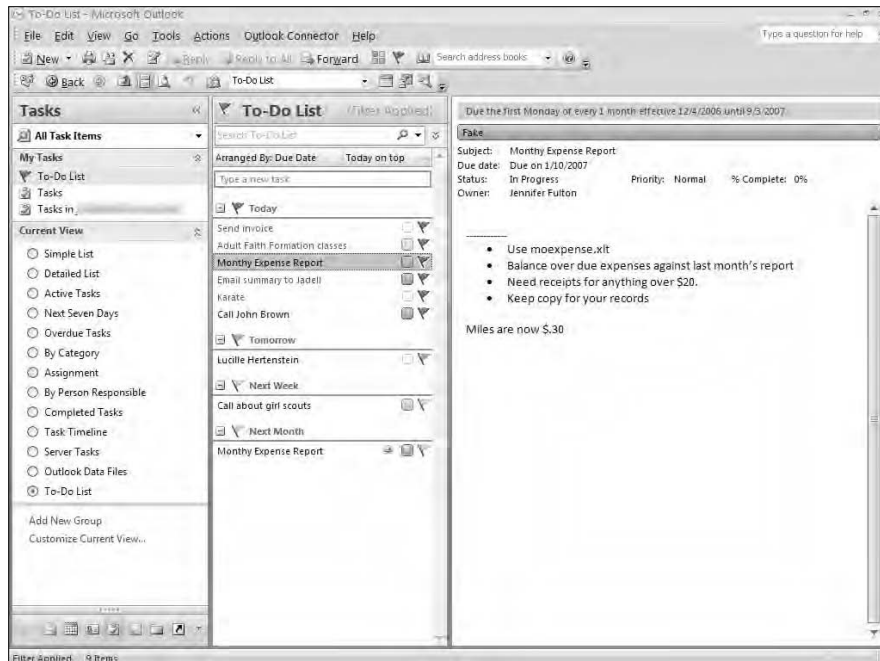 To-Do List - Microsoft Outlook
File Edit View Go Tools Actions Outlook Connector Help
Type a question for help
New Reply Reply to All Forward Search address books
Back To-Do List
Tasks
All Task Items
My Tasks
To-Do List
Tasks
Tasks in
Current View
Simple List
Detailed List
Active Tasks
Next Seven Days
Overdue Tasks
By Category
Assignment
By Person Responsible
Completed Tasks
Task Timeline
Server Tasks
Outlook Data Files
To-Do List
Add New Group
Customize Current View...
To-Do List (Filter Applied)
Search To-Do List
Arranged By: Due Date Today on top
Type a new task
Today
Send invoice
Adult Faith Formation classes
Monthy Expense Report
Email summary to Jadell
Karate
Call John Brown
Tomorrow
Lucille Hertenstein
Next Week
Call about girl scouts
Next Month
Monthy Expense Report
Due the first Monday of every 1 month effective 12/4/2006 until 9/3/2007.
Fake
Subject: Monthy Expense Report
Due date: Due on 1/10/2007
Status: In Progress Priority: Normal % Complete: 0%
Owner: Jennifer Fulton
------------
• Use moexpense.xlt
• Balance over due expenses against last month's report
• Need receipts for anything over $20.
• Keep copy for your records
Miles are now $.30
Filter Applied 9 Items